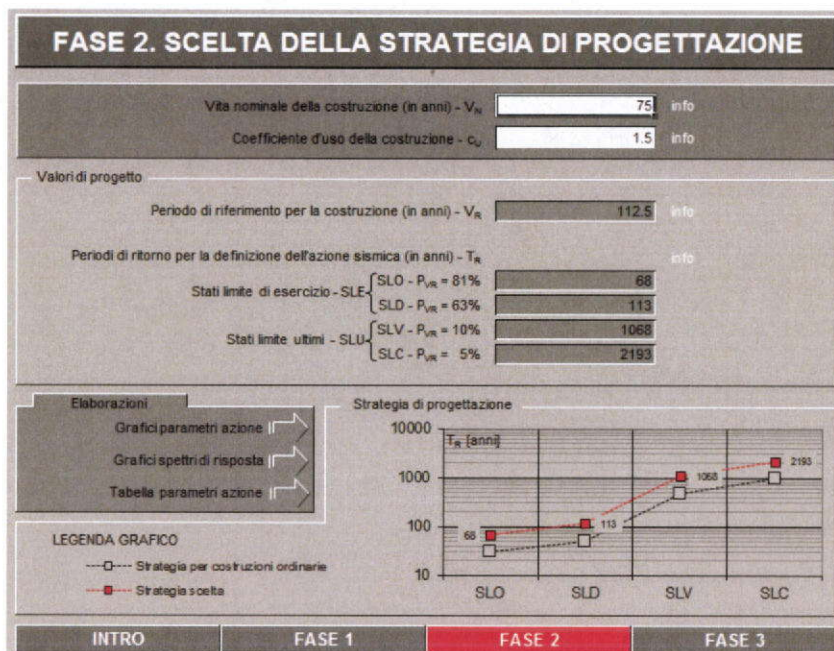 FASE 2. SCELTA DELLA STRATEGIA DI PROGETTAZIONE
Vita nominale della costruzione (in anni) - VN 75 info
Coefficiente d'uso della costruzione - cU 1.5 info
Valori di progetto
Periodo di riferimento per la costruzione (in anni) - VR 112.5 info
Periodi di ritorno per la definizione dell'azione sismica (in anni) - TR info
Stati limite di esercizio - SLE
SLO - PVR = 81% 68
SLD - PVR = 63% 113
Stati limite ultimi - SLU
SLV - PVR = 10% 1068
SLC - PVR = 5% 2193
Elaborazioni
Grafici parametri azione
Grafici spettri di risposta
Tabella parametri azione
LEGENDA GRAFICO
Strategia per costruzioni ordinarie
Strategia scelta
Strategia di progettazione
TR [anni]
10000
1000
100
10
68
113
1068
2193
SLO SLD SLV SLC
INTRO FASE 1 FASE 2 FASE 3